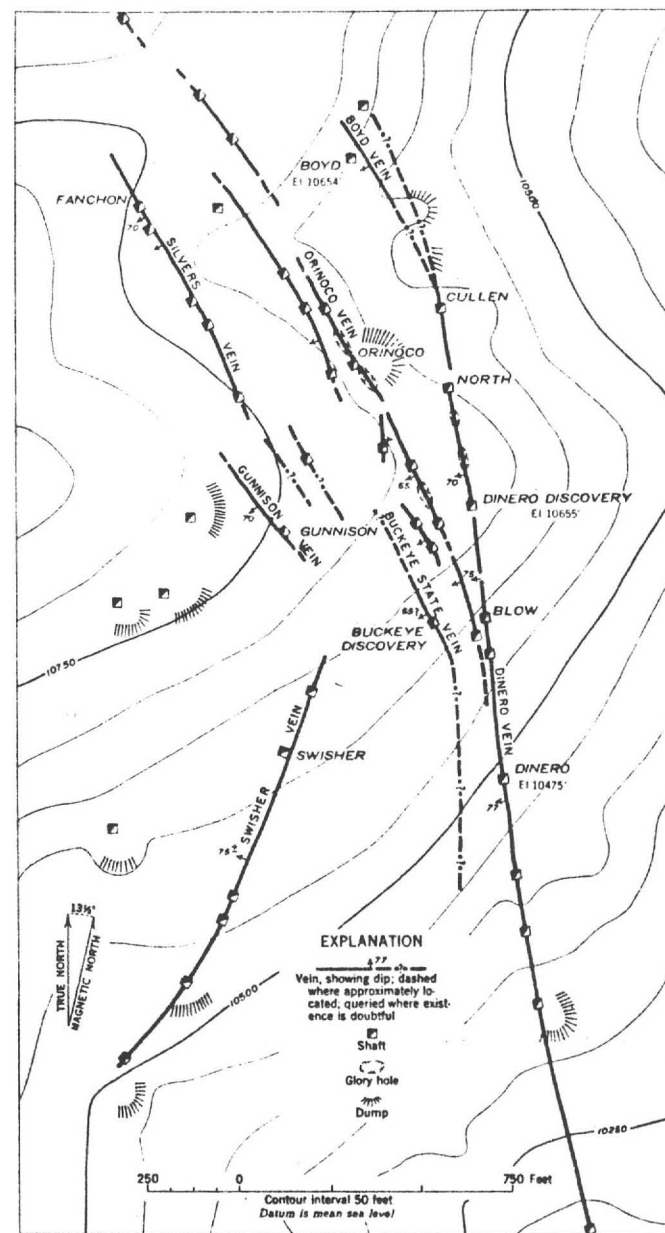 BOYD VEIN
BOYD
El 10654'
10500
FANCHON
70
SILVERS VEIN
ORINOCO VEIN
CULLEN
ORINOCO
NORTH
65
70
DINERO DISCOVERY
El 10655'
GUNNISON VEIN
70
GUNNISON
BUCKEYE STATE VEIN
75
65?
BLOW
BUCKEYE
DISCOVERY
10750
DINERO VEIN
SWISHER VEIN
SWISHER
DINERO
El 10475'
77
75±
13½°
TRUE NORTH
MAGNETIC NORTH
10500
EXPLANATION
77
Vein, showing dip; dashed
where approximately lo-
cated; queried where exist-
ence is doubtful
Shaft
Glory hole
Dump
10250
250 0 750 Feet
Contour interval 50 feet
Datum is mean sea level